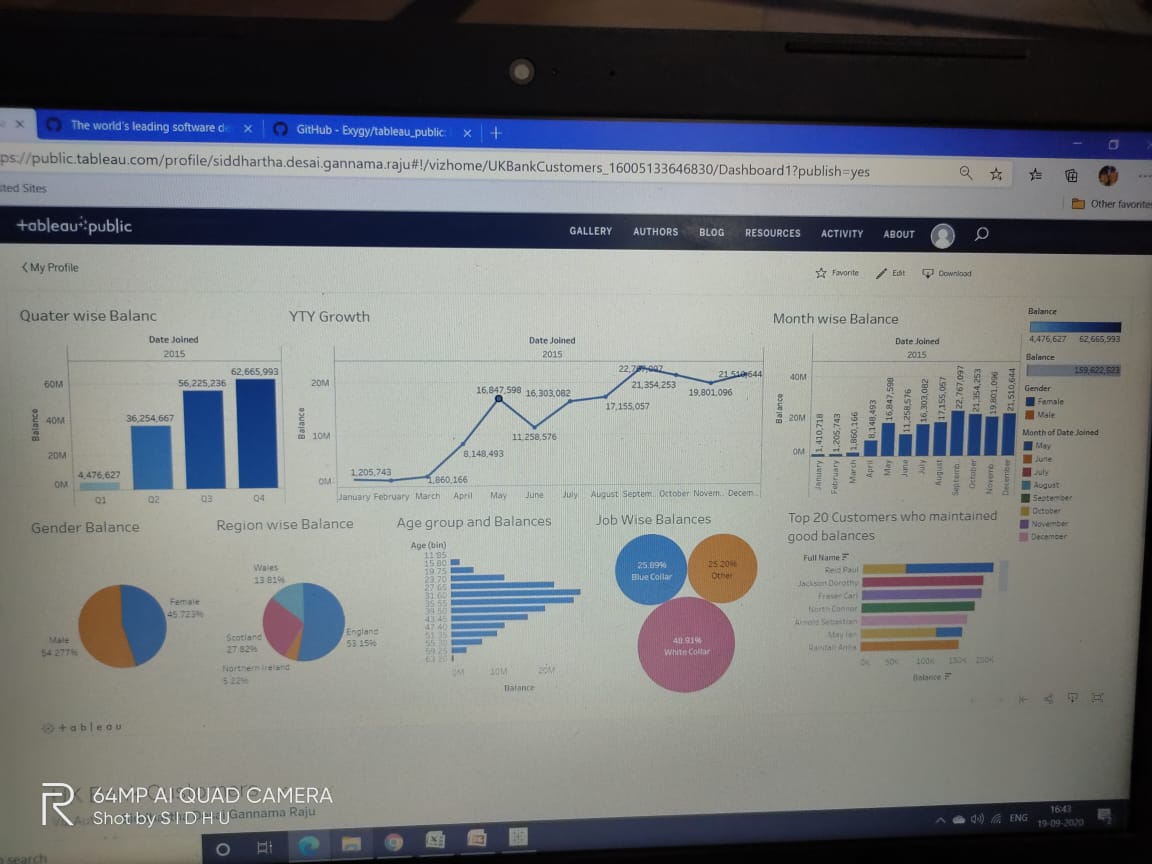 The world's leading software d
GitHub - Exygy/tableau_public:
ps://public.tableau.com/profile/siddhartha.desai.gannama.raju#!/vizhome/UKBankCustomers_16005133646830/Dashboard1?publish=yes
Other favorites
+ableau:public
GALLERY AUTHORS BLOG RESOURCES ACTIVITY ABOUT
My Profile
Favorite Edit Download
Quater wise Balanc
Date Joined
2015
Balance
60M
40M
20M
0M
4,476,627
36,254,667
56,225,236
62,665,993
Q1 Q2 Q3 Q4
YTY Growth
Date Joined
2015
Balance
20M
10M
0M
1,205,743
1,860,166
8,148,493
16,847,598
11,258,576
16,303,082
17,155,057
22,767,097
21,354,253
19,801,096
21,510,644
January February March April May June July August Septem.. October Novem.. Decem..
Month wise Balance
Date Joined
2015
Balance
40M
20M
0M
1,410,718
1,205,743
1,860,166
8,148,493
16,847,598
11,258,576
16,303,082
17,155,057
22,767,097
21,354,253
19,801,096
21,510,644
January
February
March
April
May
June
July
August
Septemb..
October
Novemb..
December
Balance
4,476,627 62,665,993
Balance
159,622,523
Gender
Female
Male
Month of Date Joined
May
June
July
August
September
October
November
December
Gender Balance
Female
45.723%
Male
54.277%
Region wise Balance
Wales
13.81%
Scotland
27.82%
England
53.15%
Northern Ireland
5.22%
Age group and Balances
Age (bin)
11.85
15.80
19.75
23.70
27.65
31.60
35.55
39.50
43.45
47.40
51.35
55.30
59.25
63.20
0M 10M 20M
Balance
Job Wise Balances
25.89%
Blue Collar
25.20%
Other
48.91%
White Collar
Top 20 Customers who maintained
good balances
Full Name
Reid Paul
Jackson Dorothy
Fraser Carl
North Connor
Arnold Sebastian
May Ian
Randall Anna
0K 50K 100K 150K 200K
Balance
+ableau
64MP AI QUAD CAMERA
Shot by S I D H U
Gannama Raju
search
ENG
16:43
19-09-2020